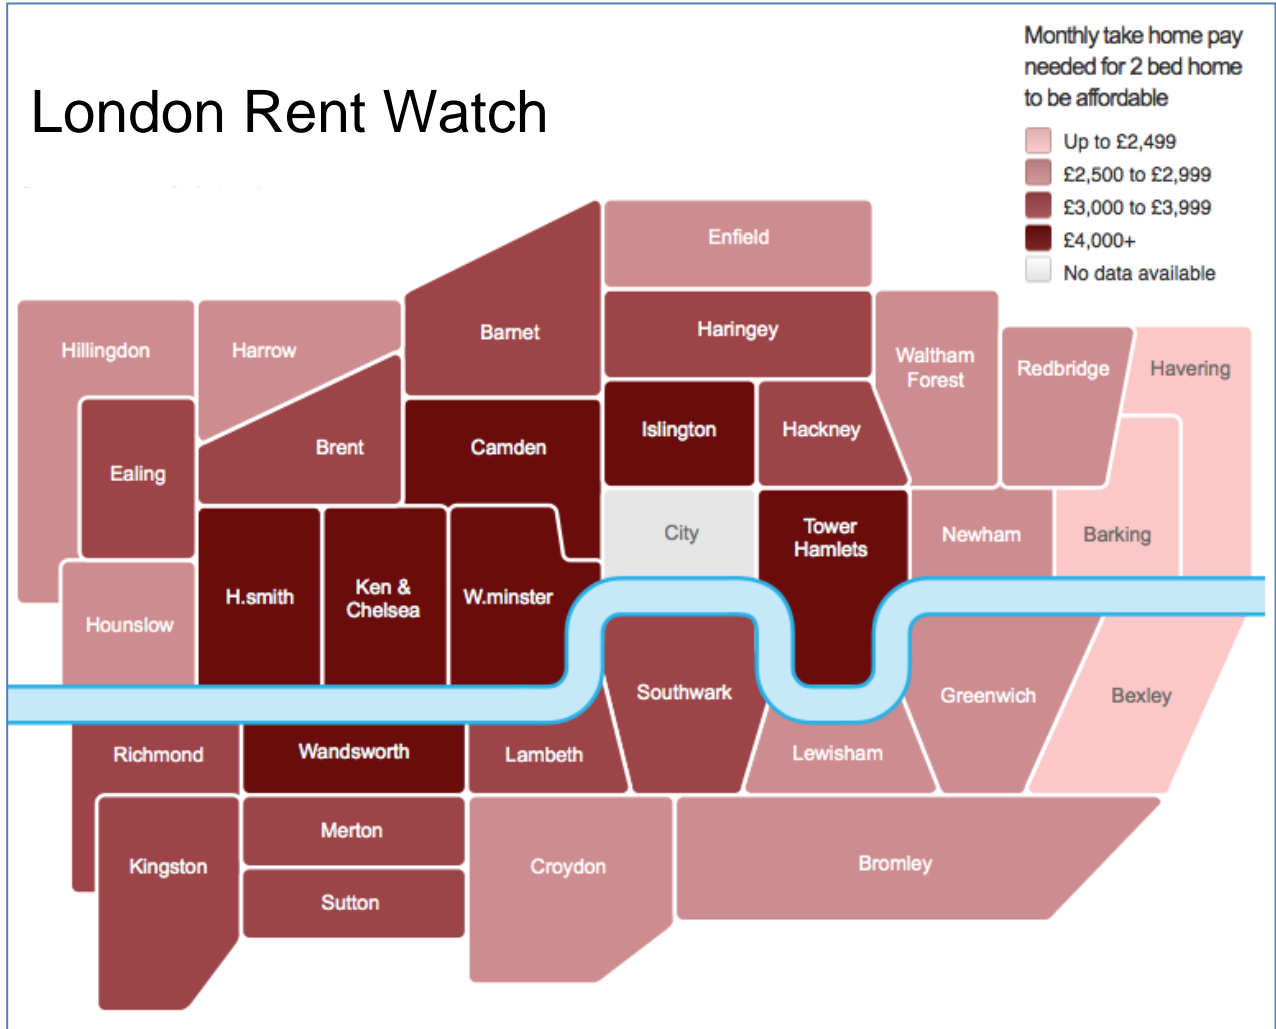 London Rent Watch
Monthly take home pay
needed for 2 bed home
to be affordable
Up to £2,499
£2,500 to £2,999
£3,000 to £3,999
£4,000+
No data available
Enfield
Barnet
Haringey
Hillingdon
Harrow
Waltham
Forest
Redbridge
Havering
Brent
Camden
Islington
Hackney
Ealing
City
Tower
Hamlets
Newham
Barking
H.smith
Ken &
Chelsea
W.minster
Hounslow
Southwark
Greenwich
Bexley
Richmond
Wandsworth
Lambeth
Lewisham
Merton
Kingston
Croydon
Bromley
Sutton